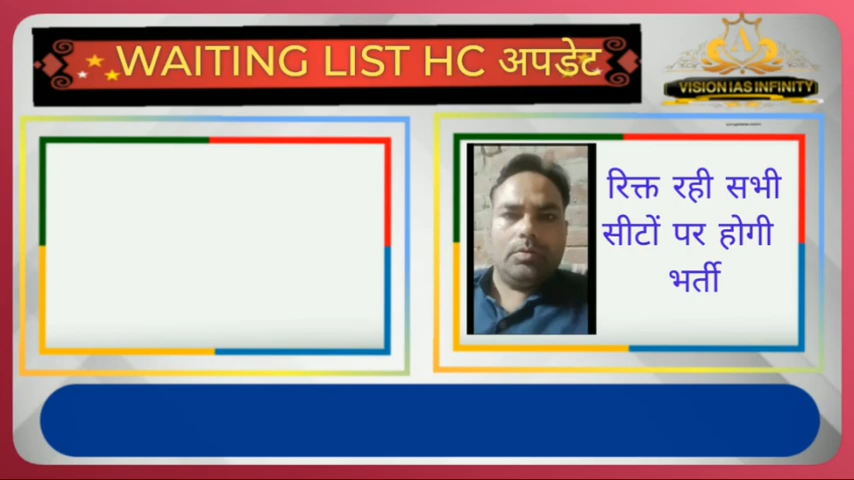 WAITING LIST HC अपडेट
VISION IAS INFINITY
रिक्त रही सभी
सीटों पर होगी
भर्ती